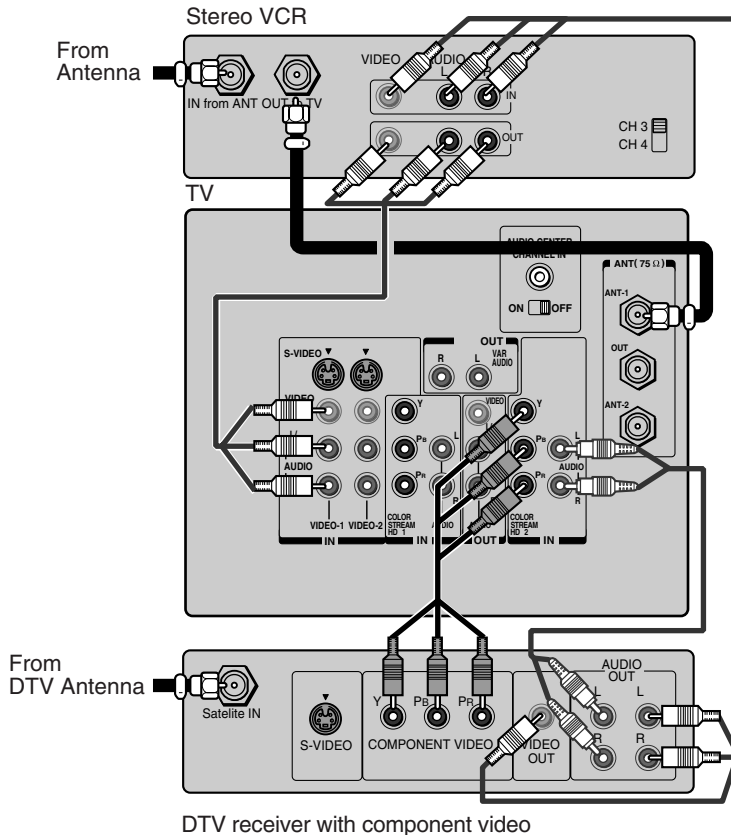 Stereo VCR
From
Antenna
VIDEO
AUDIO
L
R
IN from ANT
OUT to TV
IN
OUT
CH 3
CH 4
TV
AUDIO CENTER
CHANNEL IN
ON
OFF
ANT( 75 Ω )
ANT-1
OUT
ANT-2
S-VIDEO
OUT
R
L
VAR
AUDIO
VIDEO
VIDEO
Y
Y
L/
PB
L
PB
L
AUDIO
PR
R
PR
AUDIO
R
VIDEO-1
VIDEO-2
COLOR
STREAM
HD 1
AUDIO
COLOR
STREAM
HD 2
IN
IN
OUT
IN
From
DTV Antenna
Satelite IN
S-VIDEO
Y
PB
PR
COMPONENT VIDEO
VIDEO
OUT
AUDIO
OUT
L
L
R
R
DTV receiver with component video